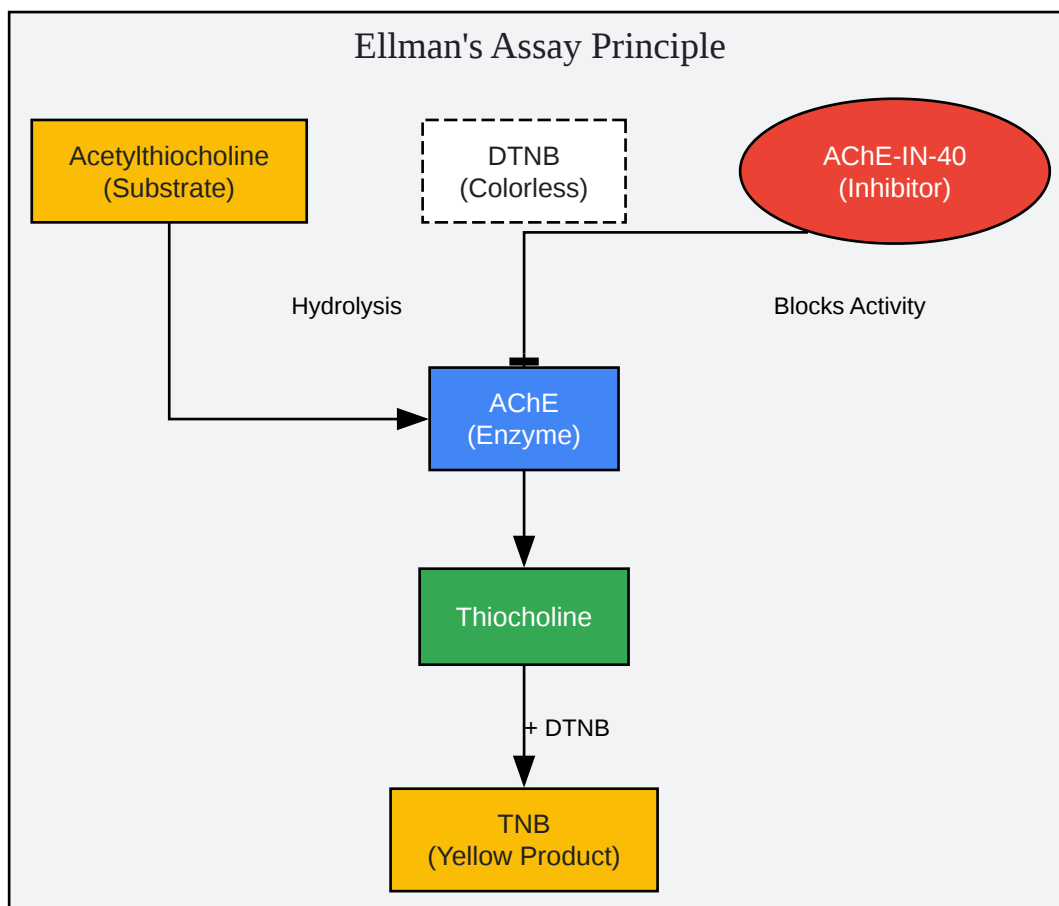 Ellman's Assay Principle
Acetylthiocholine
(Substrate)
DTNB
(Colorless)
AChE-IN-40
(Inhibitor)
Hydrolysis
Blocks Activity
AChE
(Enzyme)
Thiocholine
+ DTNB
TNB
(Yellow Product)